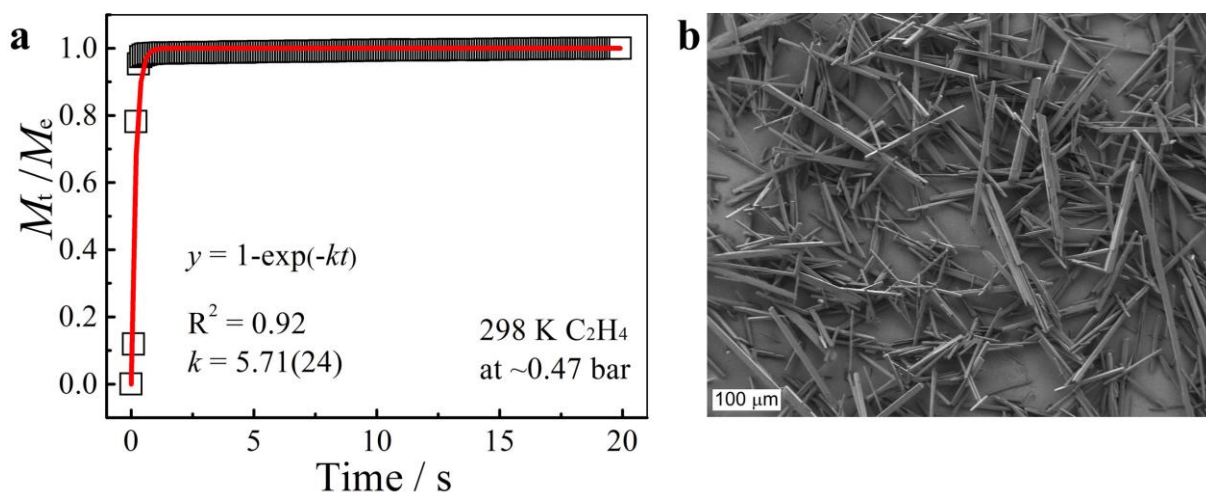 a
b
1.0
0.8
0.6
0.4
0.2
0.0
Mt /Me
y = 1-exp(-kt)
R² = 0.92
k = 5.71(24)
298 K C₂H₄
at ~0.47 bar
0
5
10
15
20
Time / s
100 μm